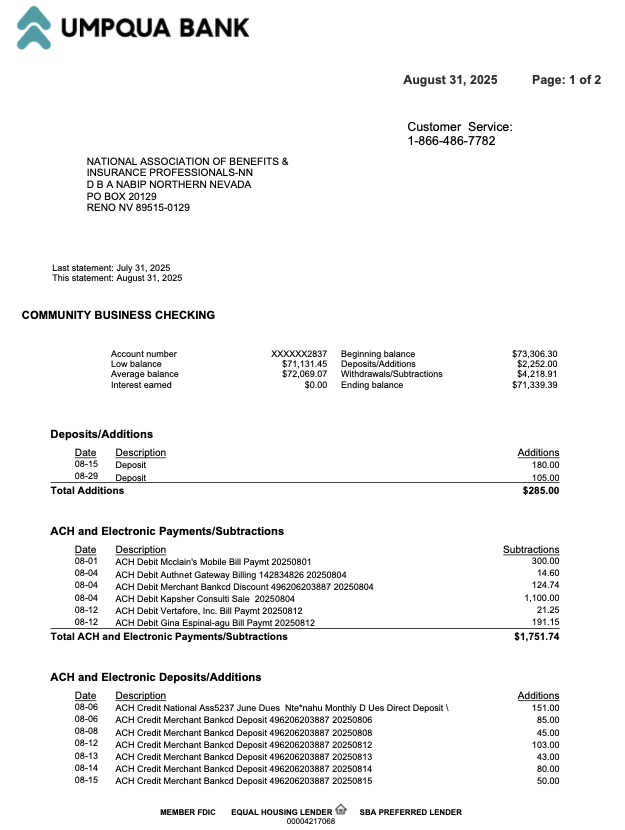 UMPQUA BANK
August 31, 2025 Page: 1 of 2
Customer Service:
1-866-486-7782
NATIONAL ASSOCIATION OF BENEFITS &
INSURANCE PROFESSIONALS-NN
D B A NABIP NORTHERN NEVADA
PO BOX 20129
RENO NV 89515-0129
Last statement: July 31, 2025
This statement: August 31, 2025
COMMUNITY BUSINESS CHECKING
Account number XXXXXX2837 Beginning balance $73,306.30
Low balance $71,131.45 Deposits/Additions $2,252.00
Average balance $72,069.07 Withdrawals/Subtractions $4,218.91
Interest earned $0.00 Ending balance $71,339.39
Deposits/Additions
Date Description Additions
08-15 Deposit 180.00
08-29 Deposit 105.00
Total Additions $285.00
ACH and Electronic Payments/Subtractions
Date Description Subtractions
08-01 ACH Debit Mcclain's Mobile Bill Paymt 20250801 300.00
08-04 ACH Debit Authnet Gateway Billing 142834826 20250804 14.60
08-04 ACH Debit Merchant Bankcd Discount 496206203887 20250804 124.74
08-04 ACH Debit Kapsher Consulti Sale 20250804 1,100.00
08-12 ACH Debit Vertafore, Inc. Bill Paymt 20250812 21.25
08-12 ACH Debit Gina Espinal-agu Bill Paymt 20250812 191.15
Total ACH and Electronic Payments/Subtractions $1,751.74
ACH and Electronic Deposits/Additions
Date Description Additions
08-06 ACH Credit National Ass5237 June Dues Nte*nahu Monthly D Ues Direct Deposit \ 151.00
08-06 ACH Credit Merchant Bankcd Deposit 496206203887 20250806 85.00
08-08 ACH Credit Merchant Bankcd Deposit 496206203887 20250808 45.00
08-12 ACH Credit Merchant Bankcd Deposit 496206203887 20250812 103.00
08-13 ACH Credit Merchant Bankcd Deposit 496206203887 20250813 43.00
08-14 ACH Credit Merchant Bankcd Deposit 496206203887 20250814 80.00
08-15 ACH Credit Merchant Bankcd Deposit 496206203887 20250815 50.00
MEMBER FDIC EQUAL HOUSING LENDER SBA PREFERRED LENDER
00004217068